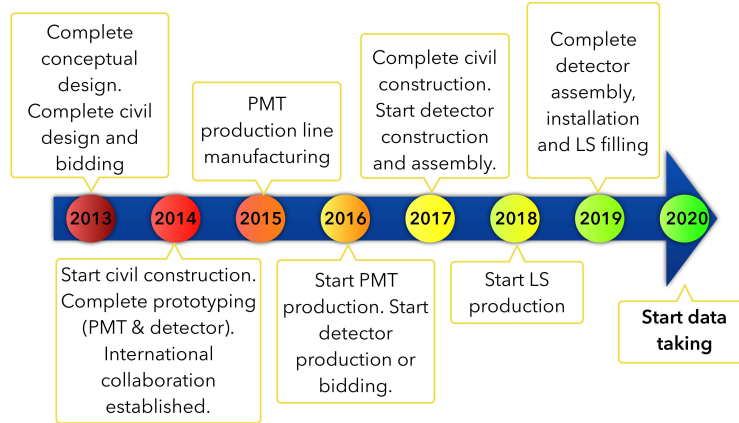 Complete
conceptual
design.
Complete civil
design and
bidding
PMT
production line
manufacturing
Complete civil
construction.
Start detector
construction
and assembly.
Complete
detector
assembly,
installation
and LS filling
2013
2014
2015
2016
2017
2018
2019
2020
Start civil construction.
Complete prototyping
(PMT & detector).
International
collaboration
established.
Start PMT
production. Start
detector
production or
bidding.
Start LS
production
Start data
taking